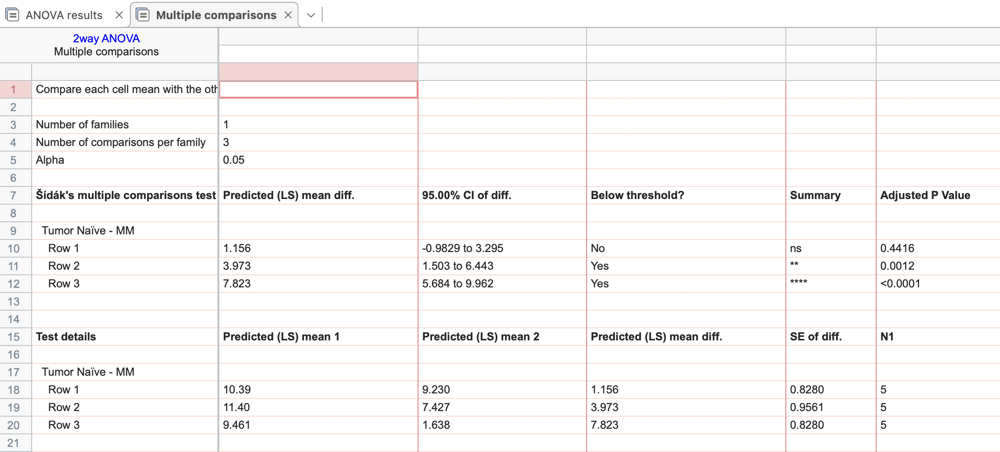 ANOVA results
Multiple comparisons
2way ANOVA
Multiple comparisons
1 Compare each cell mean with the oth
2
3 Number of families 1
4 Number of comparisons per family 3
5 Alpha 0.05
6
7 Šídák's multiple comparisons test Predicted (LS) mean diff. 95.00% CI of diff. Below threshold? Summary Adjusted P Value
8
9 Tumor Naïve - MM
10 Row 1 1.156 -0.9829 to 3.295 No ns 0.4416
11 Row 2 3.973 1.503 to 6.443 Yes ** 0.0012
12 Row 3 7.823 5.684 to 9.962 Yes **** <0.0001
13
14
15 Test details Predicted (LS) mean 1 Predicted (LS) mean 2 Predicted (LS) mean diff. SE of diff. N1
16
17 Tumor Naïve - MM
18 Row 1 10.39 9.230 1.156 0.8280 5
19 Row 2 11.40 7.427 3.973 0.9561 5
20 Row 3 9.461 1.638 7.823 0.8280 5
21